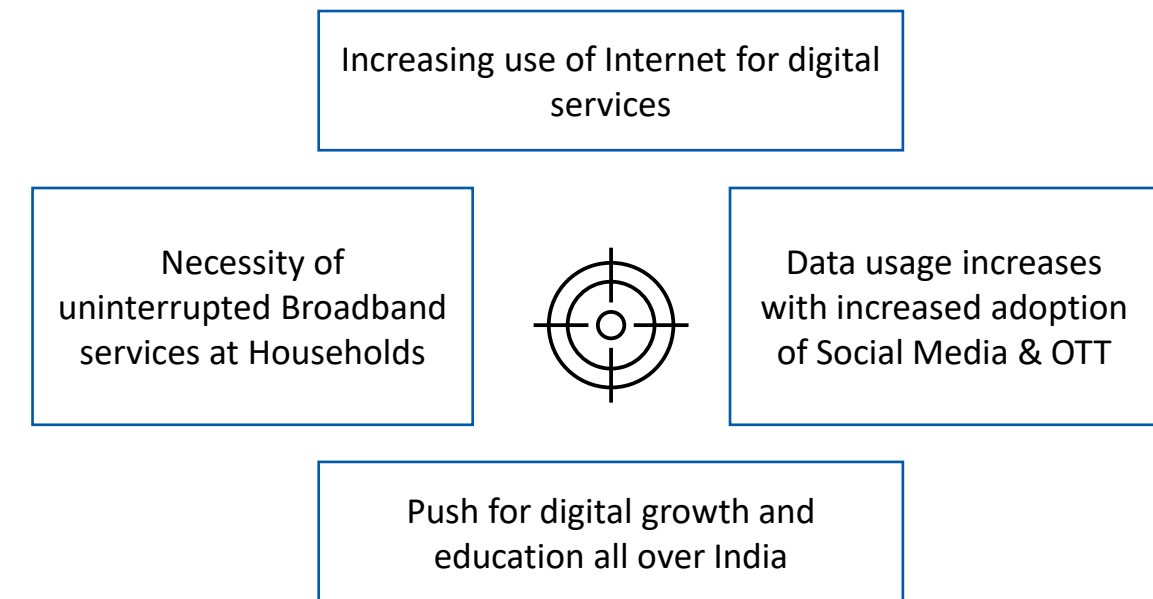 Increasing use of Internet for digital
services
Necessity of
uninterrupted Broadband
services at Households
Data usage increases
with increased adoption
of Social Media & OTT
Push for digital growth and
education all over India